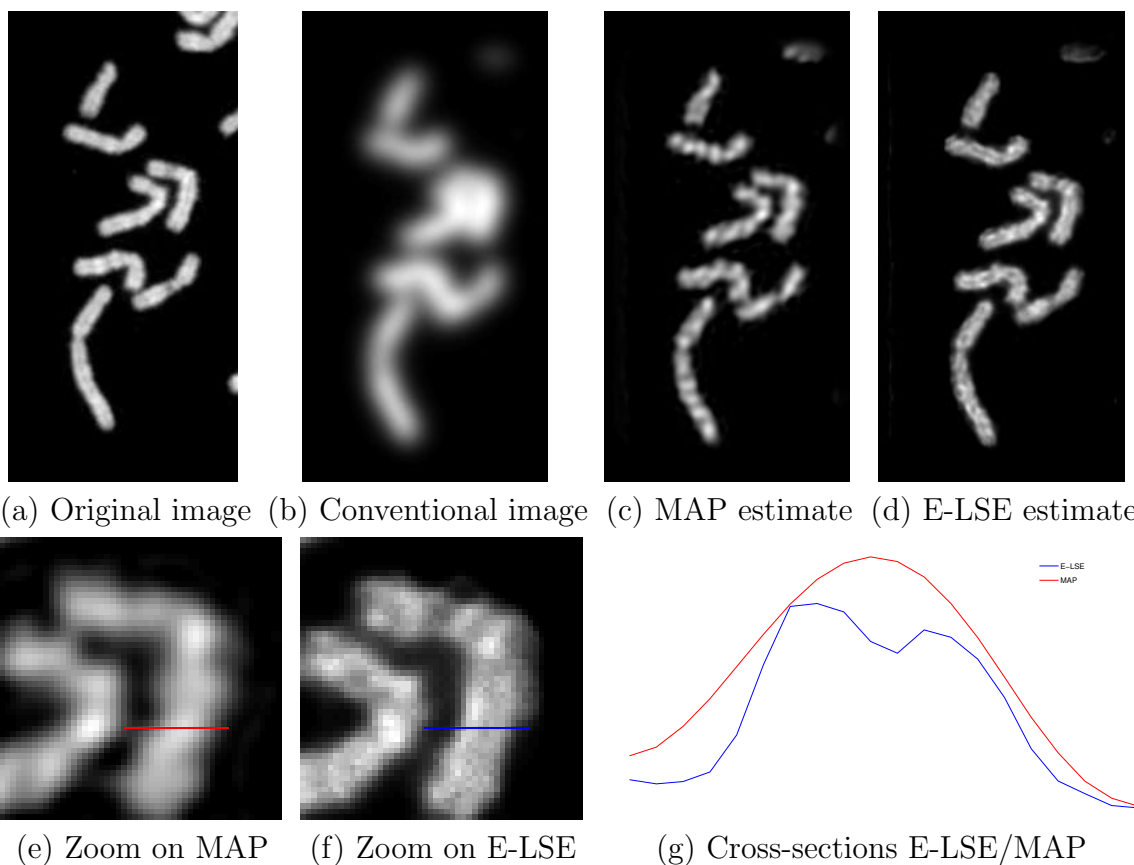 (a) Original image (b) Conventional image (c) MAP estimate (d) E-LSE estimate
E-LSE
MAP
(e) Zoom on MAP (f) Zoom on E-LSE (g) Cross-sections E-LSE/MAP